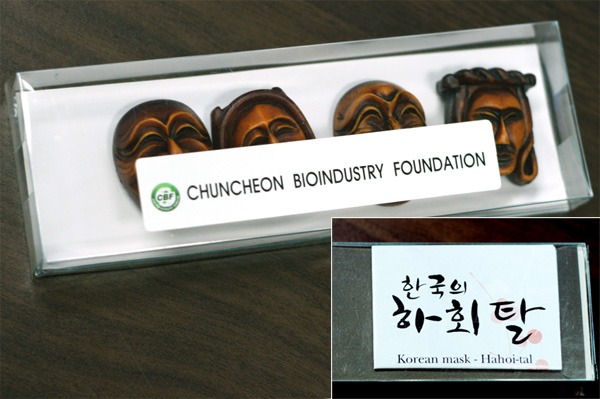 CBF
CHUNCHEON BIOINDUSTRY FOUNDATION
한국의
하회탈
Korean mask - Hahoi-tal